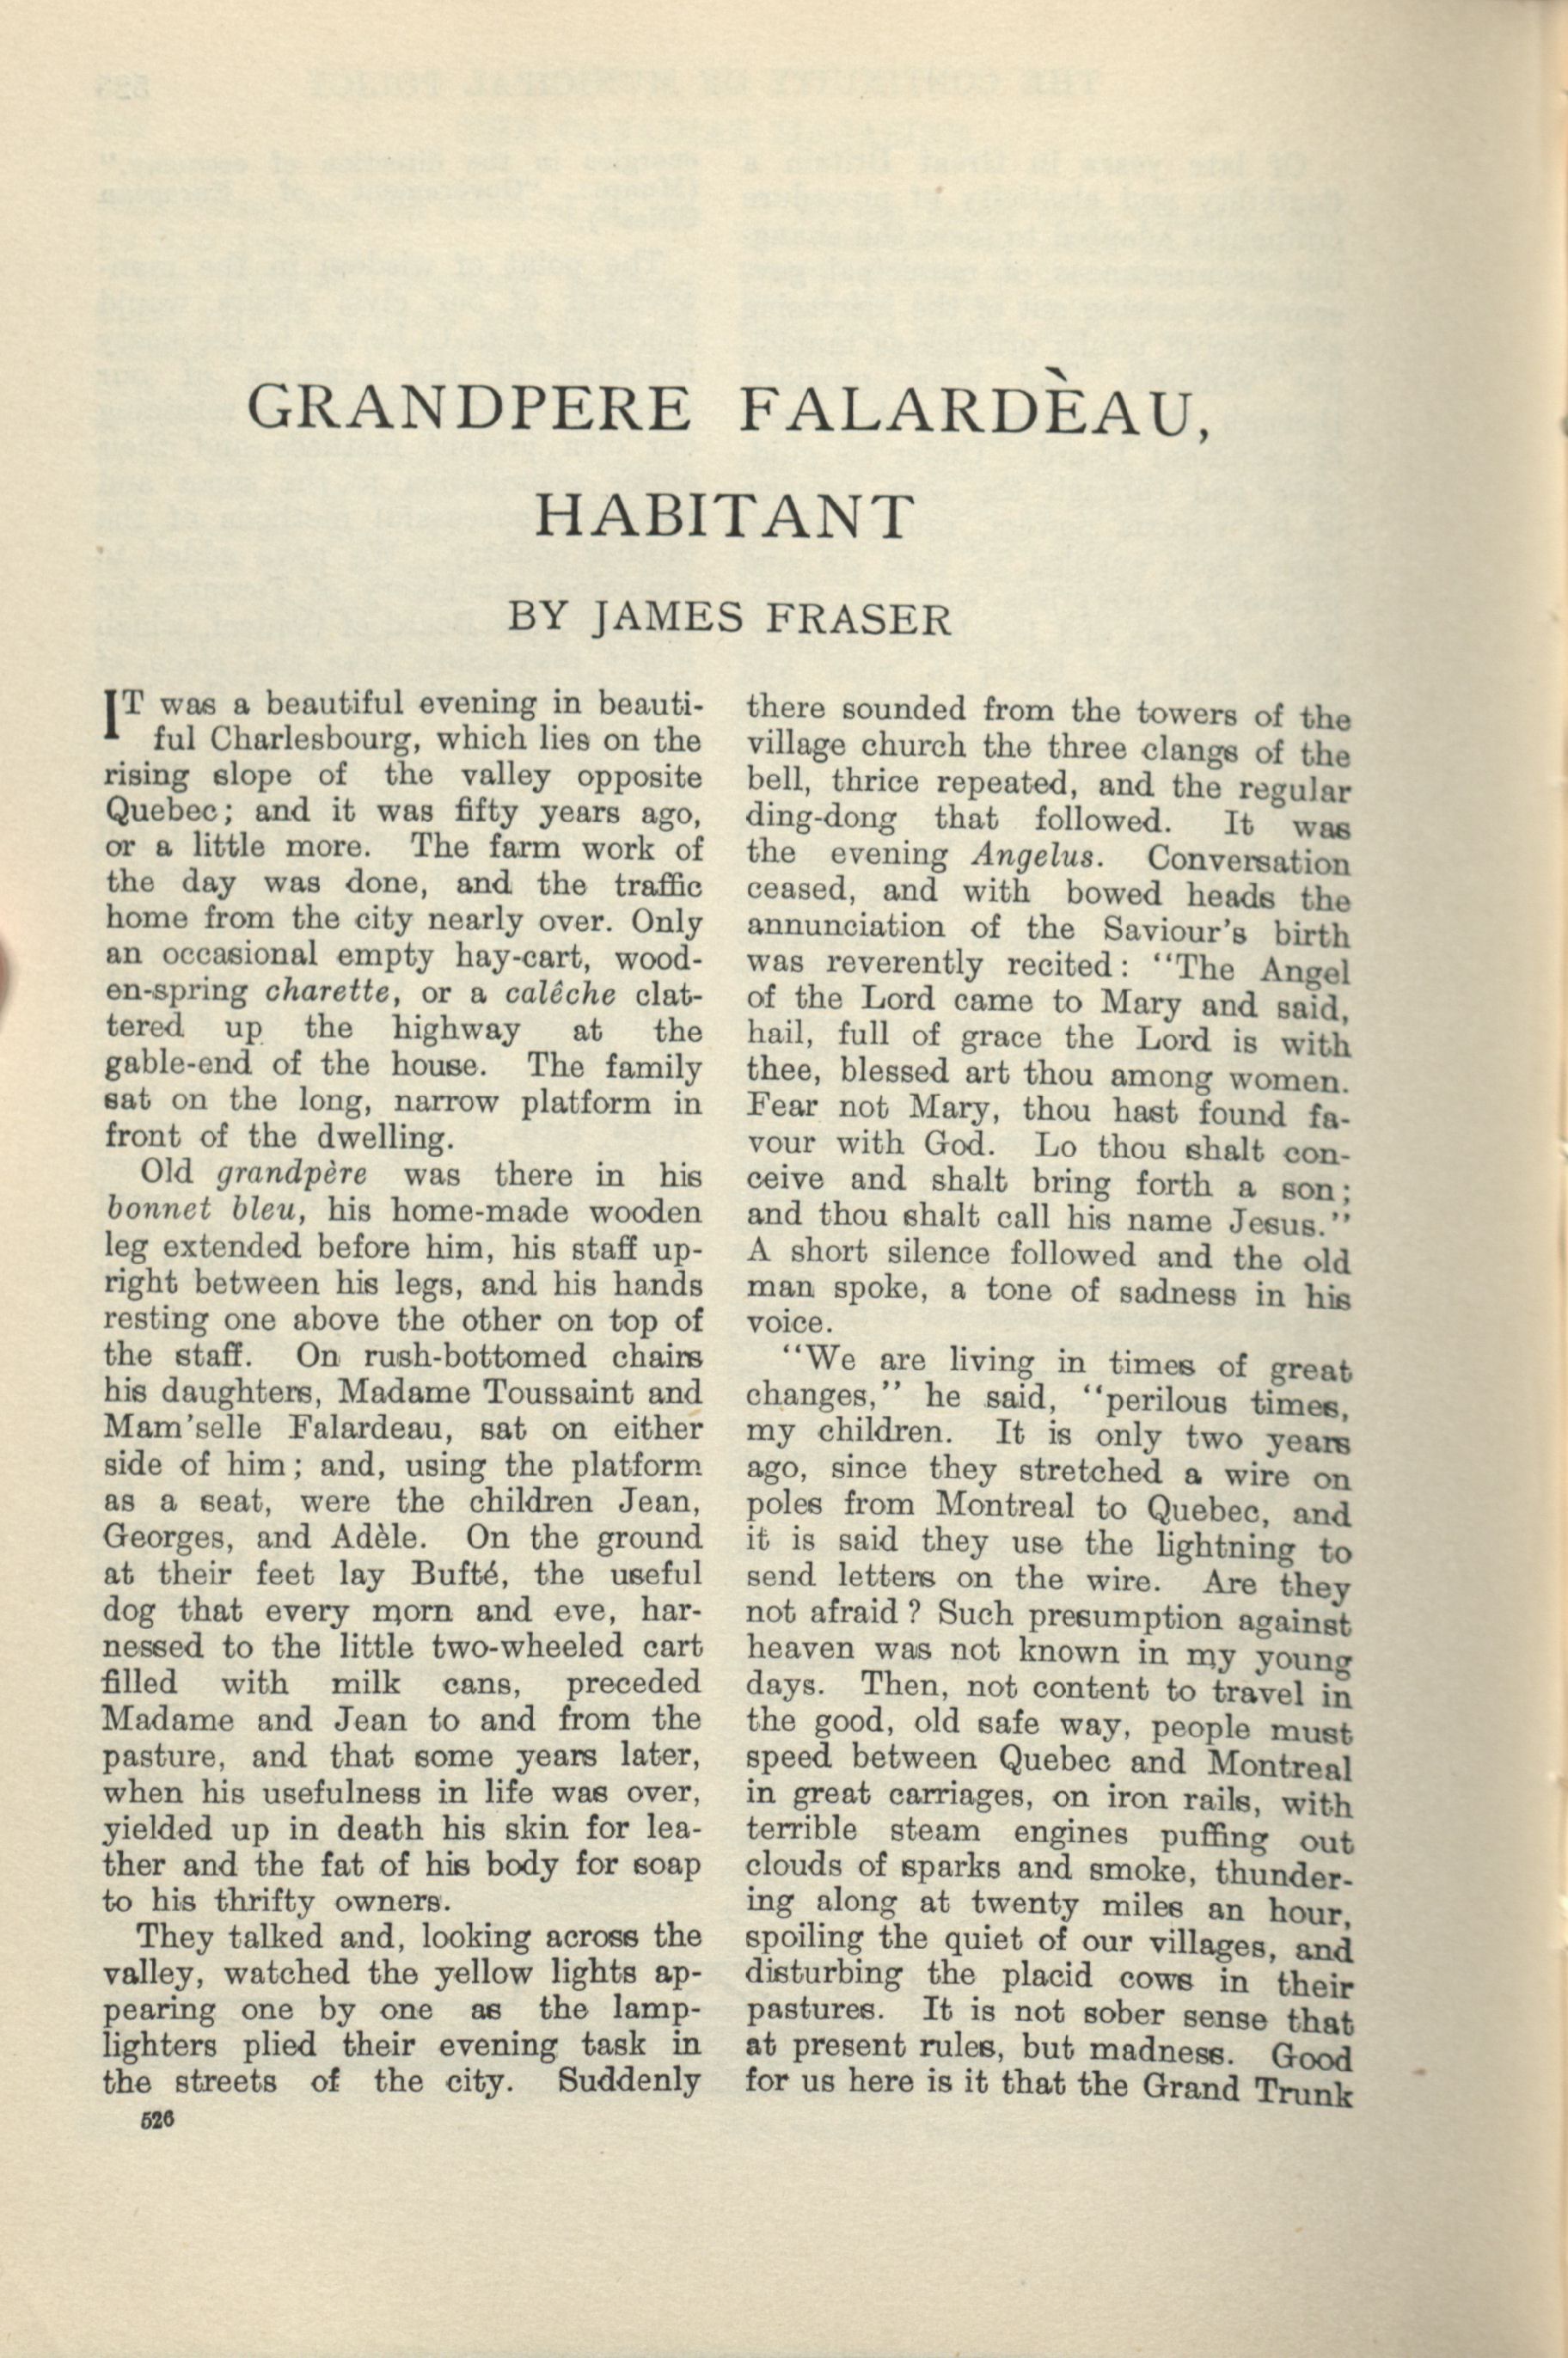 GRANDPERE FALARDÈAU,
HABITANT
BY JAMES FRASER
IT was a beautiful evening in beauti-
ful Charlesbourg, which lies on the
rising slope of the valley opposite
Quebec; and it was fifty years ago,
or a little more. The farm work of
the day was done, and the traffic
home from the city nearly over. Only
an occasional empty hay-cart, wood-
en-spring charette, or a calêche clat-
tered up the highway at the
gable-end of the house. The family
sat on the long, narrow platform in
front of the dwelling.
Old grandpère was there in his
bonnet bleu, his home-made wooden
leg extended before him, his staff up-
right between his legs, and his hands
resting one above the other on top of
the staff. On rush-bottomed chairs
his daughters, Madame Toussaint and
Mam'selle Falardeau, sat on either
side of him; and, using the platform
as a seat, were the children Jean,
Georges, and Adèle. On the ground
at their feet lay Bufté, the useful
dog that every morn and eve, har-
nessed to the little two-wheeled cart
filled with milk cans, preceded
Madame and Jean to and from the
pasture, and that some years later,
when his usefulness in life was over,
yielded up in death his skin for lea-
ther and the fat of his body for soap
to his thrifty owners.
They talked and, looking across the
valley, watched the yellow lights ap-
pearing one by one as the lamp-
lighters plied their evening task in
the streets of the city. Suddenly
there sounded from the towers of the
village church the three clangs of the
bell, thrice repeated, and the regular
ding-dong that followed. It was
the evening Angelus. Conversation
ceased, and with bowed heads the
annunciation of the Saviour's birth
was reverently recited: "The Angel
of the Lord came to Mary and said,
hail, full of grace the Lord is with
thee, blessed art thou among women.
Fear not Mary, thou hast found fa-
vour with God. Lo thou shalt con-
ceive and shalt bring forth a son;
and thou shalt call his name Jesus."
A short silence followed and the old
man spoke, a tone of sadness in his
voice.
"We are living in times of great
changes," he said, "perilous times,
my children. It is only two years
ago, since they stretched a wire on
poles from Montreal to Quebec, and
it is said they use the lightning to
send letters on the wire. Are they
not afraid? Such presumption against
heaven was not known in my young
days. Then, not content to travel in
the good, old safe way, people must
speed between Quebec and Montreal
in great carriages, on iron rails, with
terrible steam engines puffing out
clouds of sparks and smoke, thunder-
ing along at twenty miles an hour,
spoiling the quiet of our villages, and
disturbing the placid cows in their
pastures. It is not sober sense that
at present rules, but madness. Good
for us here is it that the Grand Trunk
526